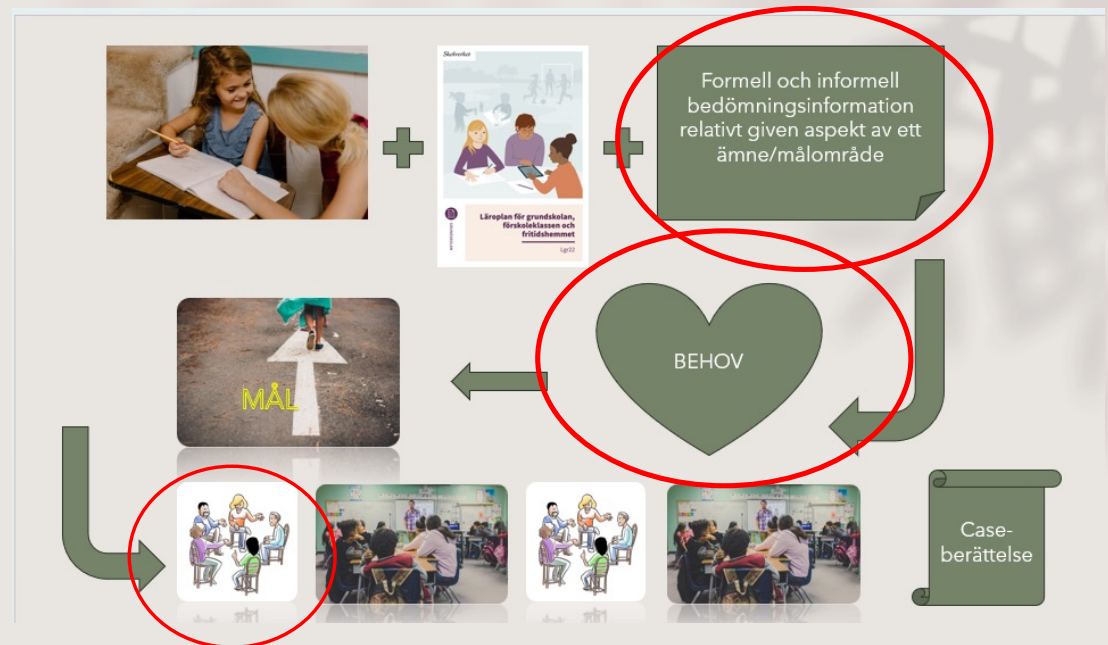 Skolverket
Formell och informell
bedömningsinformation
relativt given aspekt av ett
ämne/målområde
Läroplan för grundskolan,
förskoleklassen och
fritidshemmet
Lgr22
BEHOV
MÅL
Case-
berättelse